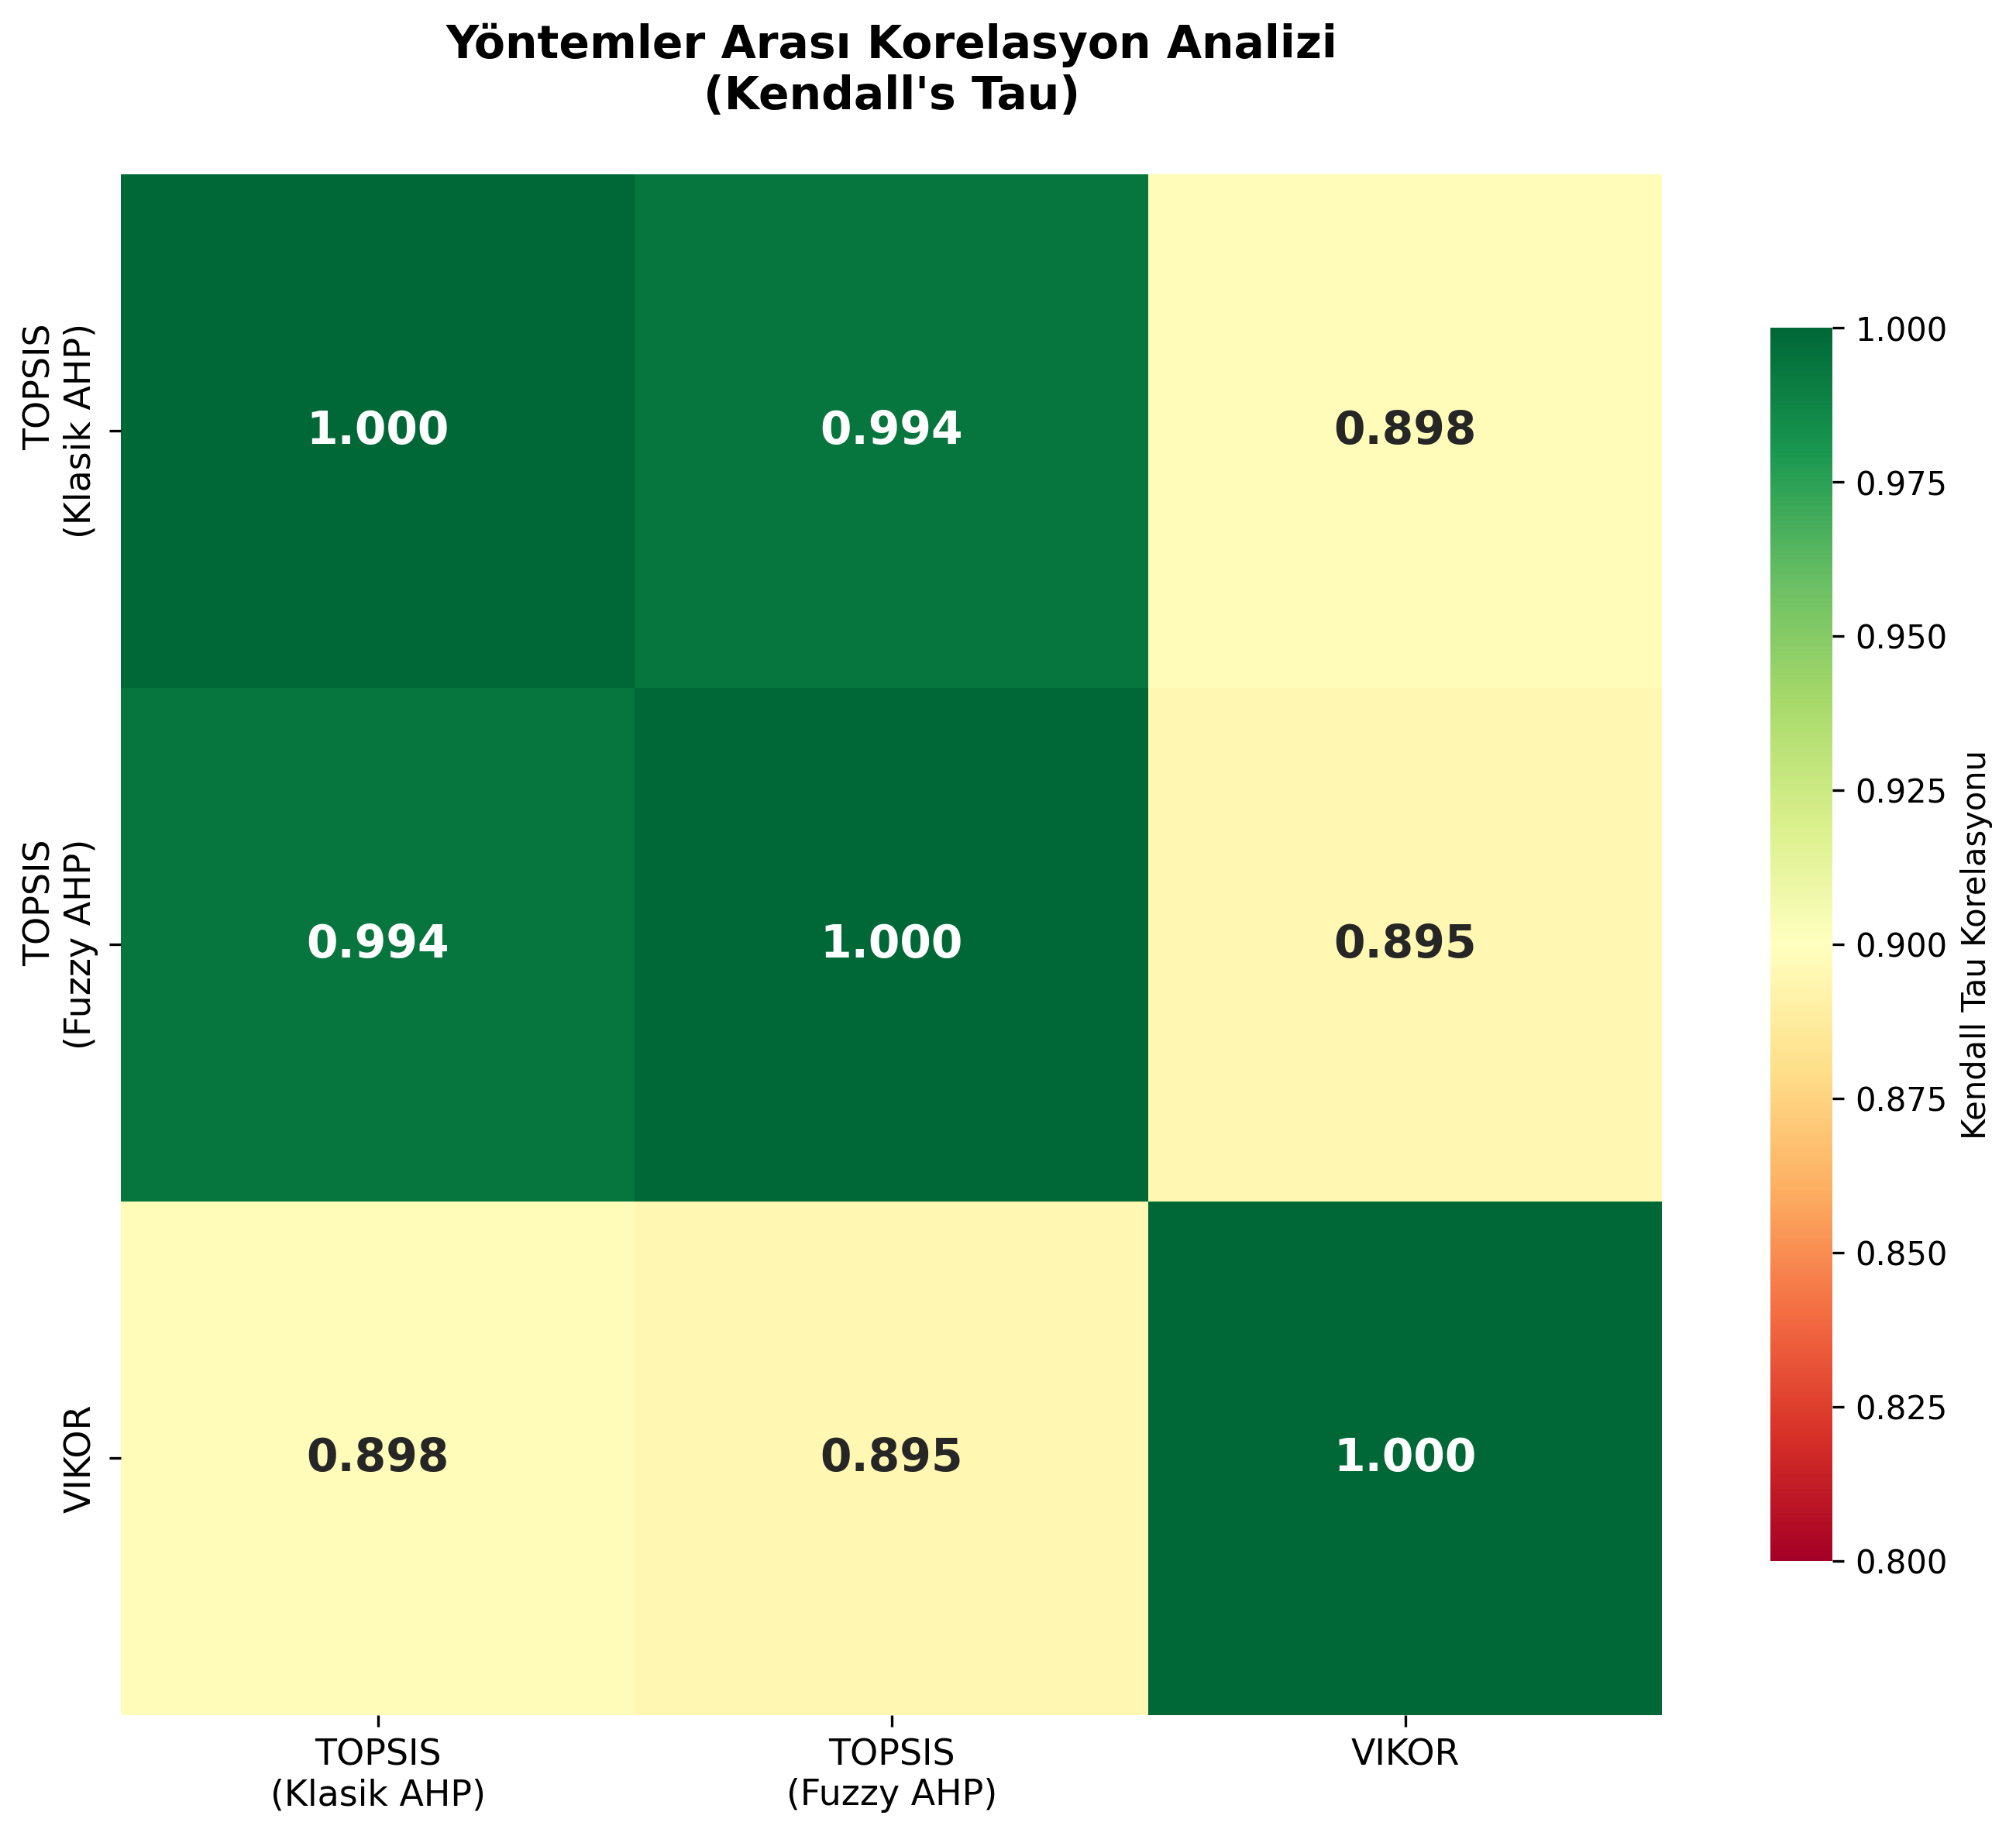 Yöntemler Arası Korelasyon Analizi
(Kendall's Tau)
TOPSIS
(Klasik AHP)
1.000
0.994
0.898
TOPSIS
(Fuzzy AHP)
0.994
1.000
0.895
VIKOR
0.898
0.895
1.000
TOPSIS
(Klasik AHP)
TOPSIS
(Fuzzy AHP)
VIKOR
1.000
0.975
0.950
0.925
0.900
0.875
0.850
0.825
0.800
Kendall Tau Korelasyonu